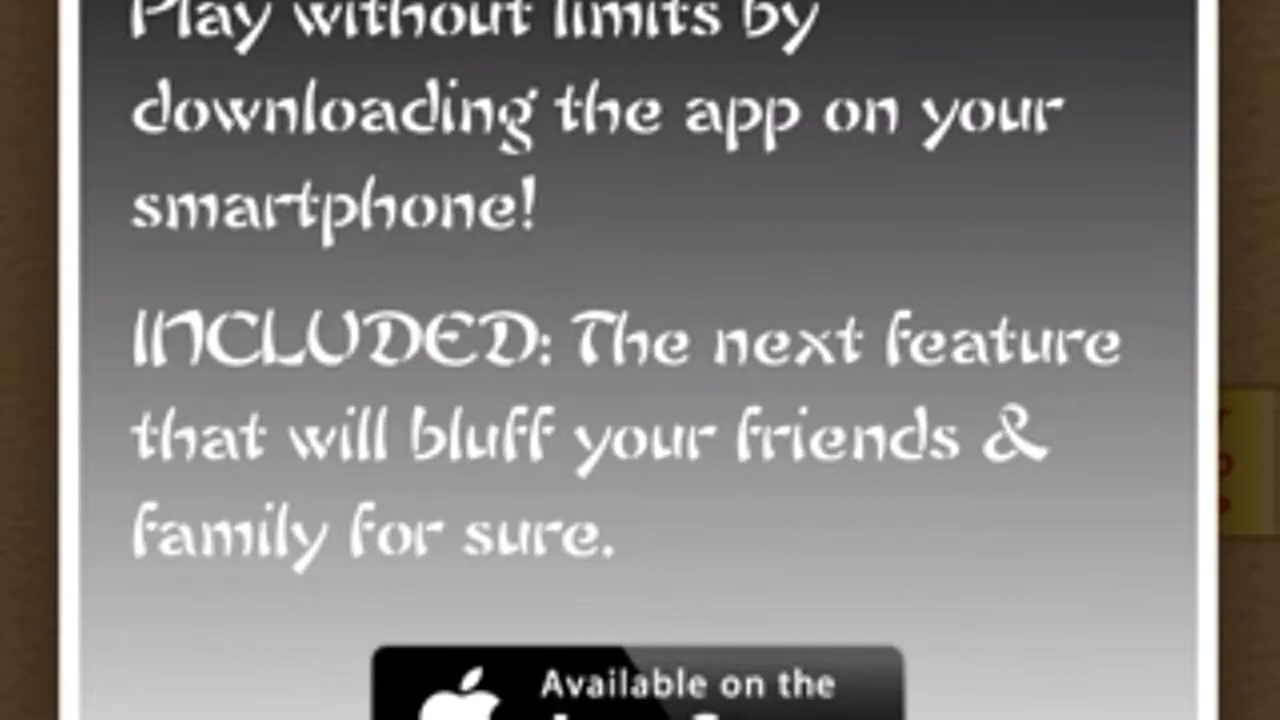 Play without limits by
downloading the app on your
smartphone!
INCLUDED: The next feature
that will bluff your friends &
family for sure.
Available on the